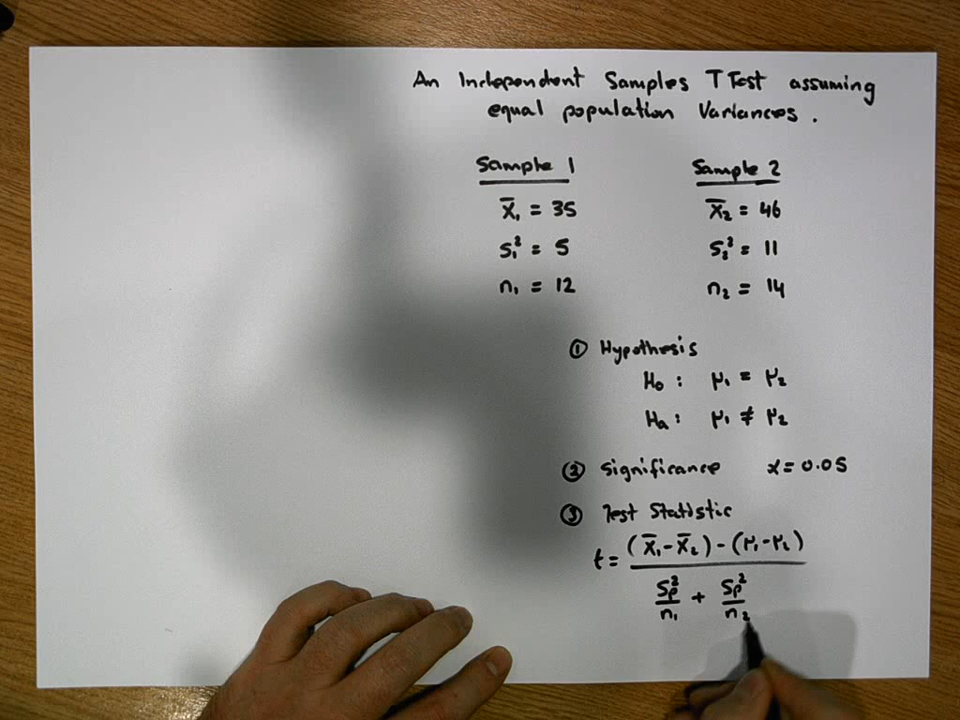 An Independent Samples T Test assuming
equal population Variances.
Sample 1 Sample 2
x̄₁ = 35 x̄₂ = 46
S₁² = 5 S₂² = 11
n₁ = 12 n₂ = 14
① Hypothesis
H₀ : μ₁ = μ₂
Hₐ : μ₁ ≠ μ₂
② Significance α = 0.05
③ Test Statistic
t = (x̄₁ - x̄₂) - (μ₁ - μ₂)
Sp² + Sp²
n₁ n₂